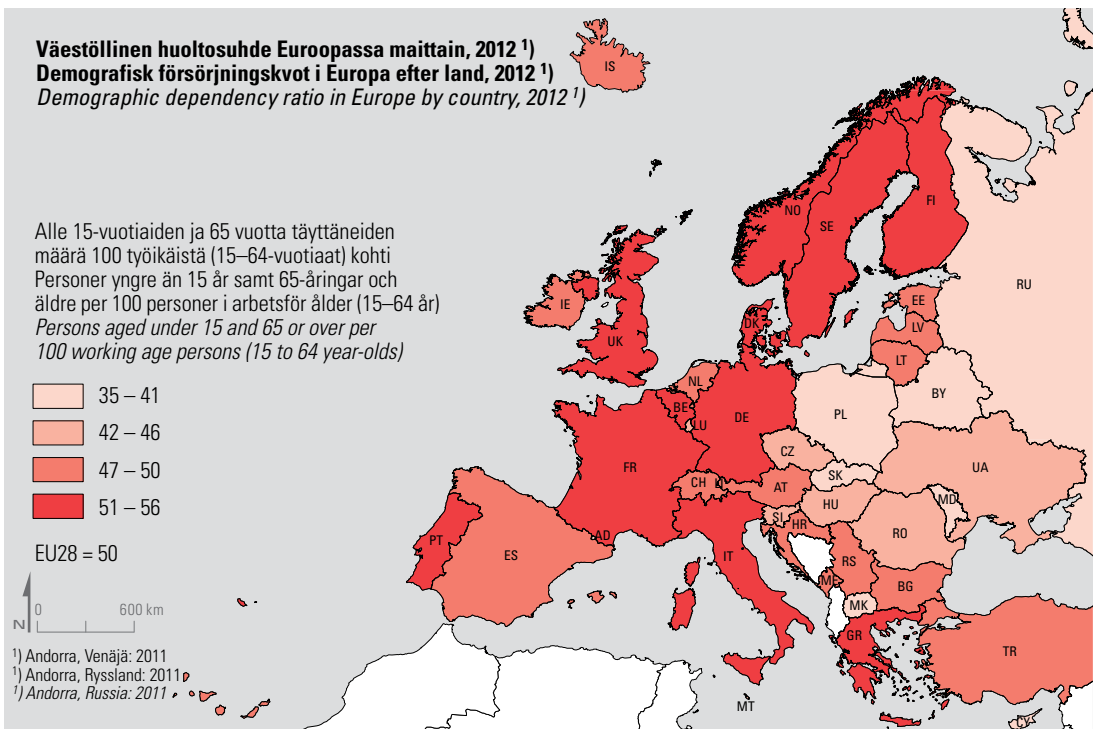 Väestöllinen huoltosuhde Euroopassa maittain, 2012 ¹)
Demografisk försörjningskvot i Europa efter land, 2012 ¹)
Demographic dependency ratio in Europe by country, 2012 ¹)
Alle 15-vuotiaiden ja 65 vuotta täyttäneiden
määrä 100 työikäistä (15–64-vuotiaat) kohti
Personer yngre än 15 år samt 65-åringar och
äldre per 100 personer i arbetsför ålder (15–64 år)
Persons aged under 15 and 65 or over per
100 working age persons (15 to 64 year-olds)
35 – 41
42 – 46
47 – 50
51 – 56
EU28 = 50
N
0 600 km
¹) Andorra, Venäjä: 2011
¹) Andorra, Ryssland: 2011
¹) Andorra, Russia: 2011
IS
NO
SE
FI
RU
EE
LV
LT
IE
UK
DK
NL
BE
LU
DE
PL
BY
CZ
SK
UA
FR
CH
LI
AT
HU
MD
SI
HR
RO
PT
ES
AD
IT
RS
ME
BG
MK
GR
TR
MT
CY